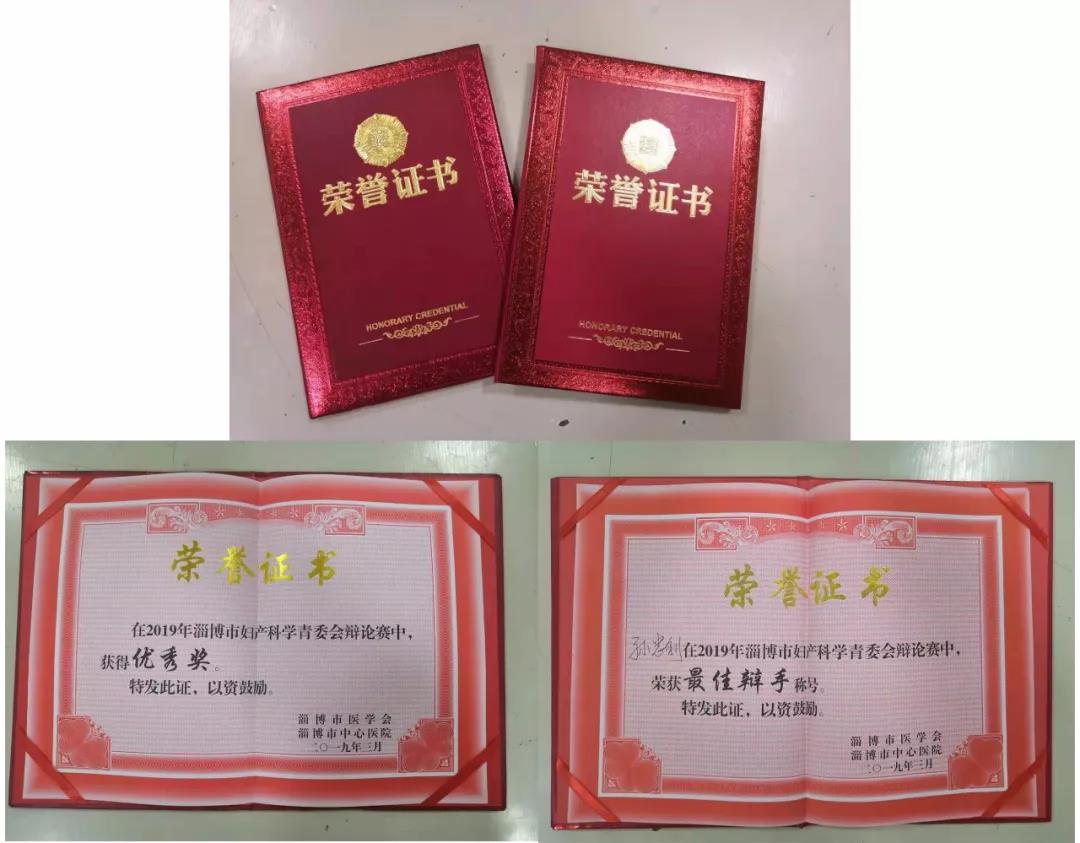 荣誉证书
HONORARY CREDENTIAL
荣誉证书
HONORARY CREDENTIAL
荣誉证书
在2019年淄博市妇产科学青委会辩论赛中，
获得优秀奖。
特发此证，以资鼓励。
淄博市医学会
淄博市中心医院
二〇一九年三月
荣誉证书
在2019年淄博市妇产科学青委会辩论赛中，
荣获最佳辩手称号。
特发此证，以资鼓励。
淄博市医学会
淄博市中心医院
二〇一九年三月